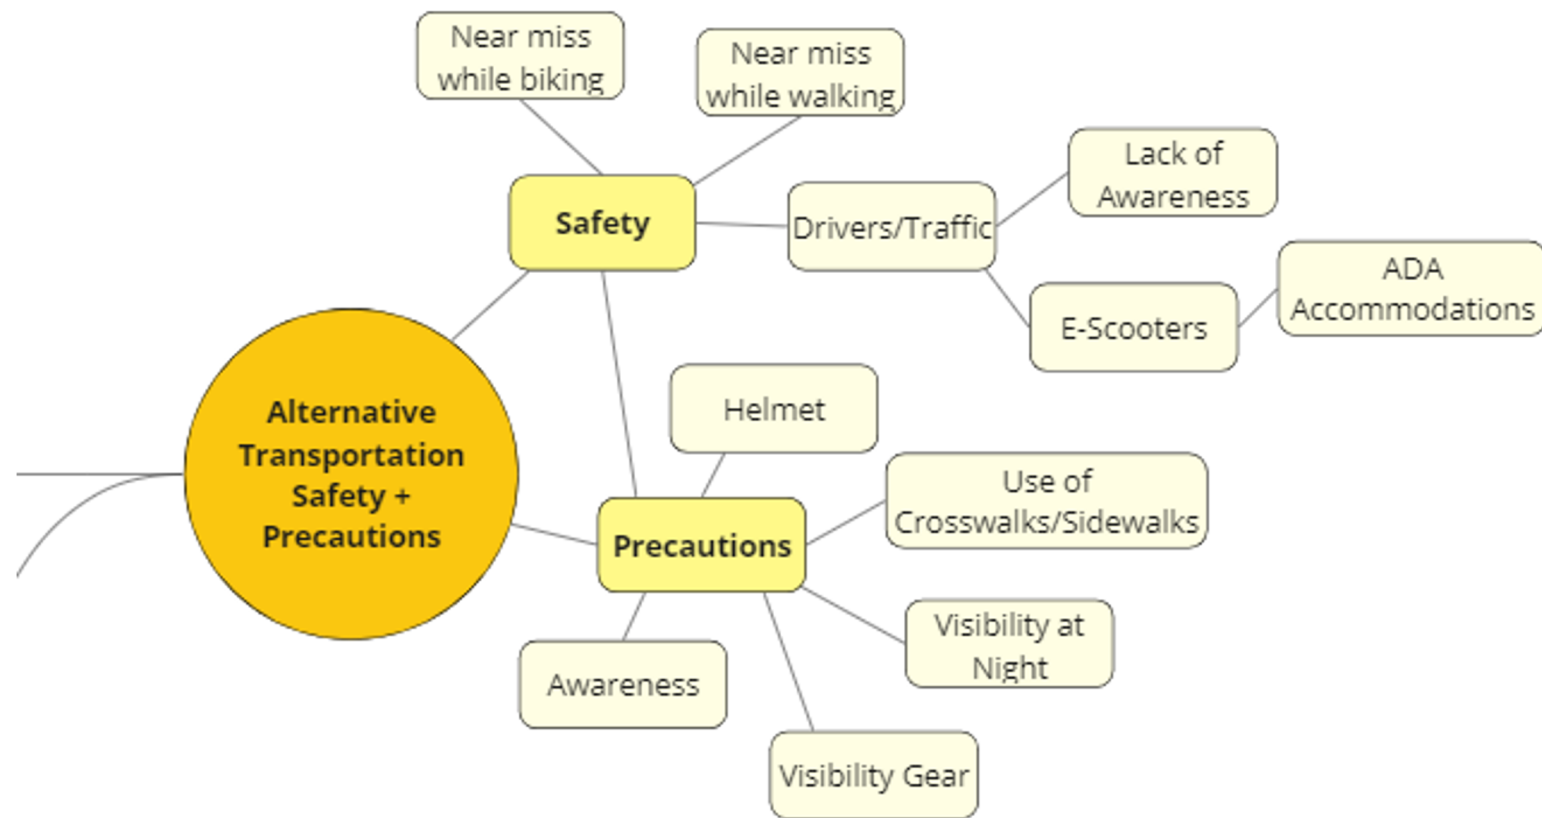 Near miss
while biking
Near miss
while walking
Lack of
Awareness
Safety
Drivers/Traffic
ADA
Accommodations
E-Scooters
Alternative
Transportation
Safety +
Precautions
Helmet
Use of
Crosswalks/Sidewalks
Precautions
Visibility at
Night
Awareness
Visibility Gear